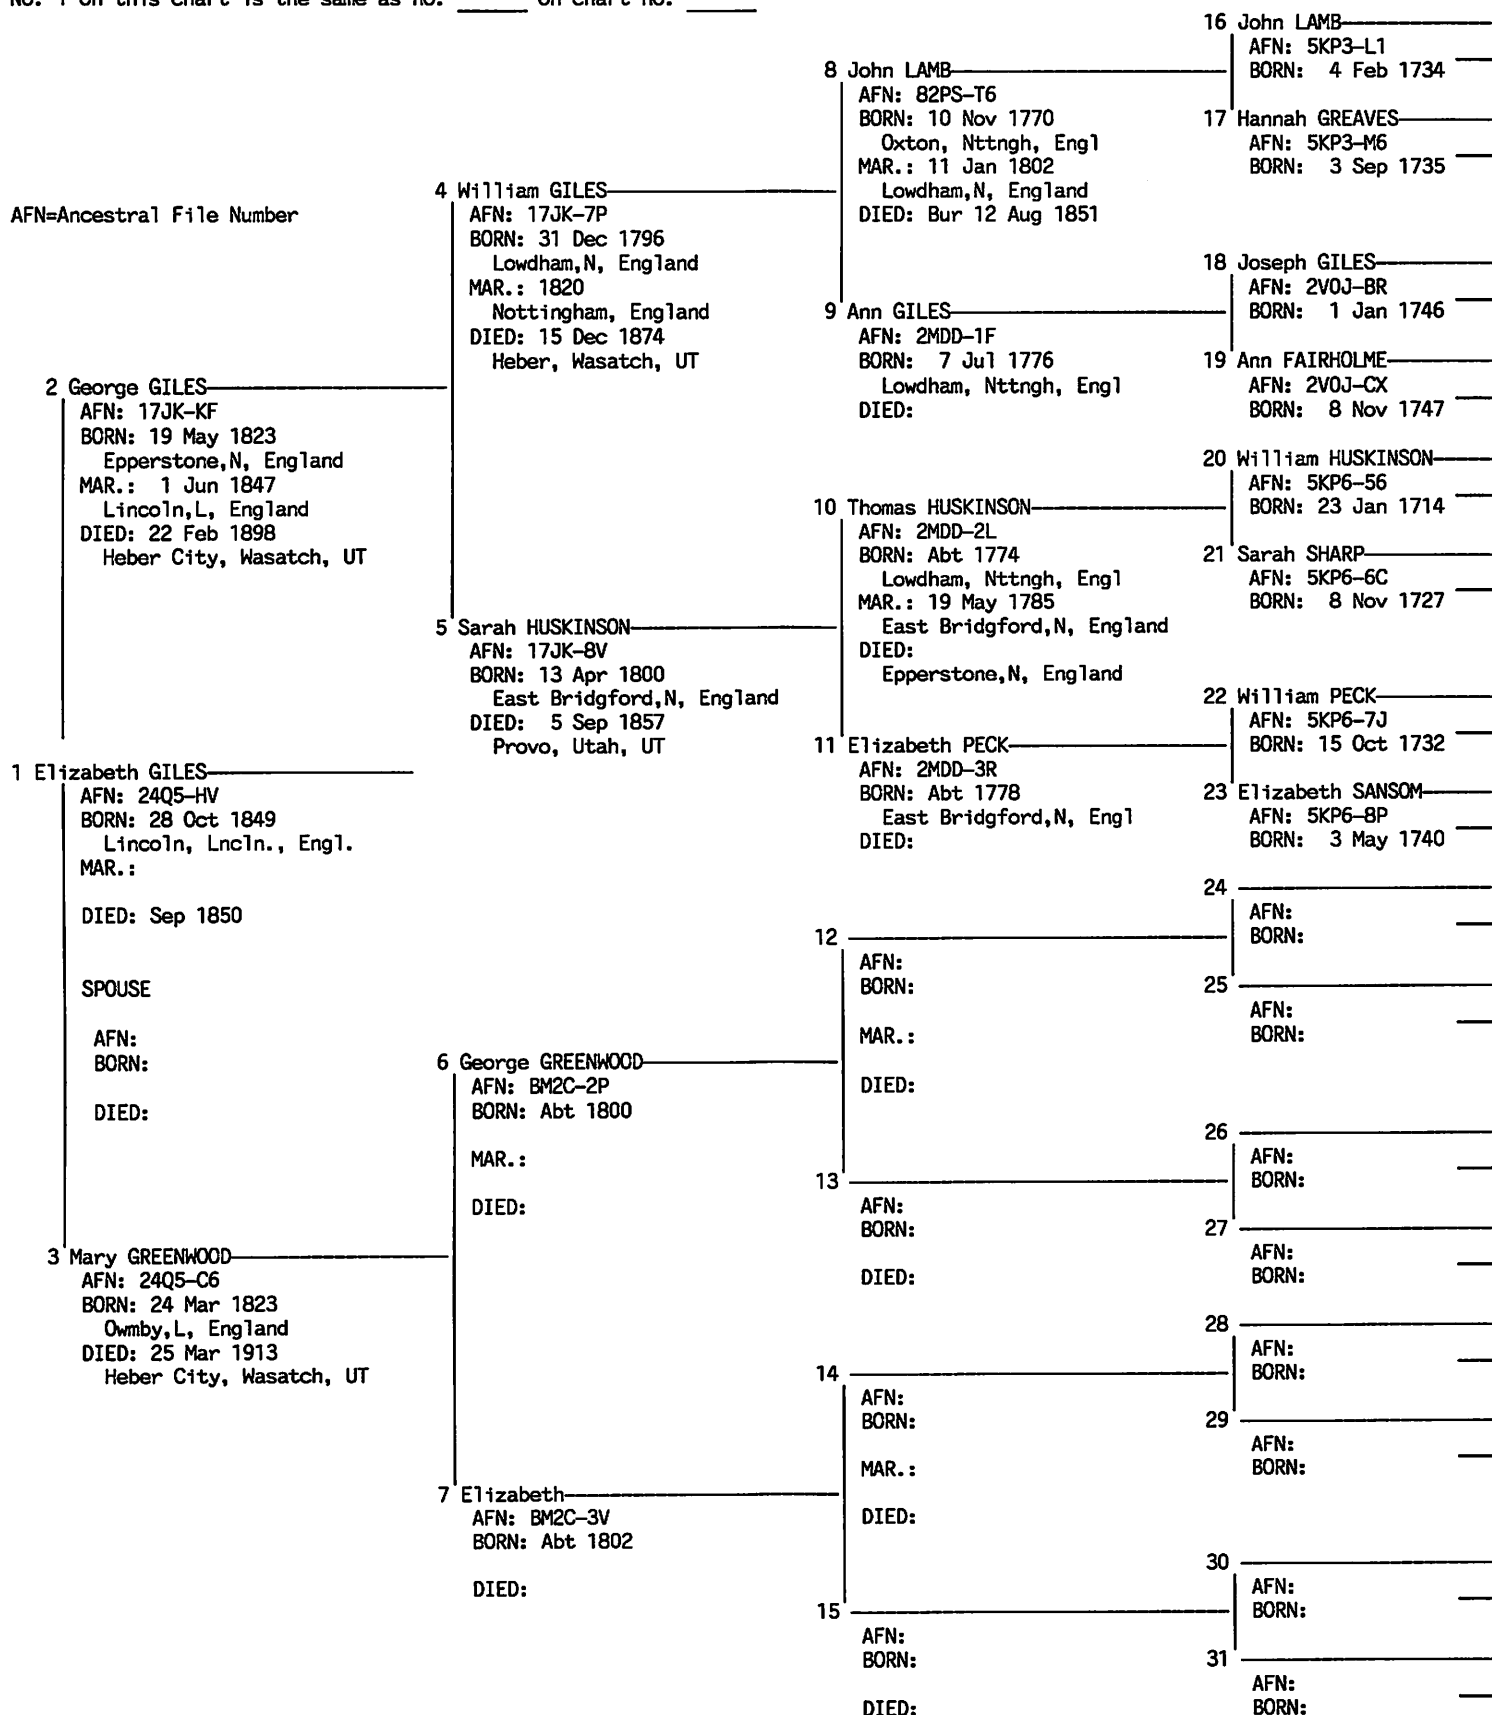 No. 1 on this chart is the same as no. ______ on chart no. ______
AFN=Ancestral File Number
1 Elizabeth GILES
AFN: 24Q5-HV
BORN: 28 Oct 1849
Lincoln, Lncln., Engl.
MAR.:
DIED: Sep 1850
SPOUSE
AFN:
BORN:
DIED:
2 George GILES
AFN: 17JK-KF
BORN: 19 May 1823
Epperstone,N, England
MAR.: 1 Jun 1847
Lincoln,L, England
DIED: 22 Feb 1898
Heber City, Wasatch, UT
3 Mary GREENWOOD
AFN: 24Q5-C6
BORN: 24 Mar 1823
Owmby,L, England
DIED: 25 Mar 1913
Heber City, Wasatch, UT
4 William GILES
AFN: 17JK-7P
BORN: 31 Dec 1796
Lowdham,N, England
MAR.: 1820
Nottingham, England
DIED: 15 Dec 1874
Heber, Wasatch, UT
5 Sarah HUSKINSON
AFN: 17JK-8V
BORN: 13 Apr 1800
East Bridgford,N, England
DIED: 5 Sep 1857
Provo, Utah, UT
6 George GREENWOOD
AFN: BM2C-2P
BORN: Abt 1800
MAR.:
DIED:
7 Elizabeth
AFN: BM2C-3V
BORN: Abt 1802
DIED:
8 John LAMB
AFN: 82PS-T6
BORN: 10 Nov 1770
Oxton, Nttngh, Engl
MAR.: 11 Jan 1802
Lowdham,N, England
DIED: Bur 12 Aug 1851
9 Ann GILES
AFN: 2MDD-1F
BORN: 7 Jul 1776
Lowdham, Nttngh, Engl
DIED:
10 Thomas HUSKINSON
AFN: 2MDD-2L
BORN: Abt 1774
Lowdham, Nttngh, Engl
MAR.: 19 May 1785
East Bridgford,N, England
DIED:
Epperstone,N, England
11 Elizabeth PECK
AFN: 2MDD-3R
BORN: Abt 1778
East Bridgford,N, Engl
DIED:
12
AFN:
BORN:
MAR.:
DIED:
13
AFN:
BORN:
DIED:
14
AFN:
BORN:
MAR.:
DIED:
15
AFN:
BORN:
DIED:
16 John LAMB
AFN: 5KP3-L1
BORN: 4 Feb 1734
17 Hannah GREAVES
AFN: 5KP3-M6
BORN: 3 Sep 1735
18 Joseph GILES
AFN: 2V0J-BR
BORN: 1 Jan 1746
19 Ann FAIRHOLME
AFN: 2V0J-CX
BORN: 8 Nov 1747
20 William HUSKINSON
AFN: 5KP6-56
BORN: 23 Jan 1714
21 Sarah SHARP
AFN: 5KP6-6C
BORN: 8 Nov 1727
22 William PECK
AFN: 5KP6-7J
BORN: 15 Oct 1732
23 Elizabeth SANSOM
AFN: 5KP6-8P
BORN: 3 May 1740
24
AFN:
BORN:
25
AFN:
BORN:
26
AFN:
BORN:
27
AFN:
BORN:
28
AFN:
BORN:
29
AFN:
BORN:
30
AFN:
BORN:
31
AFN:
BORN: